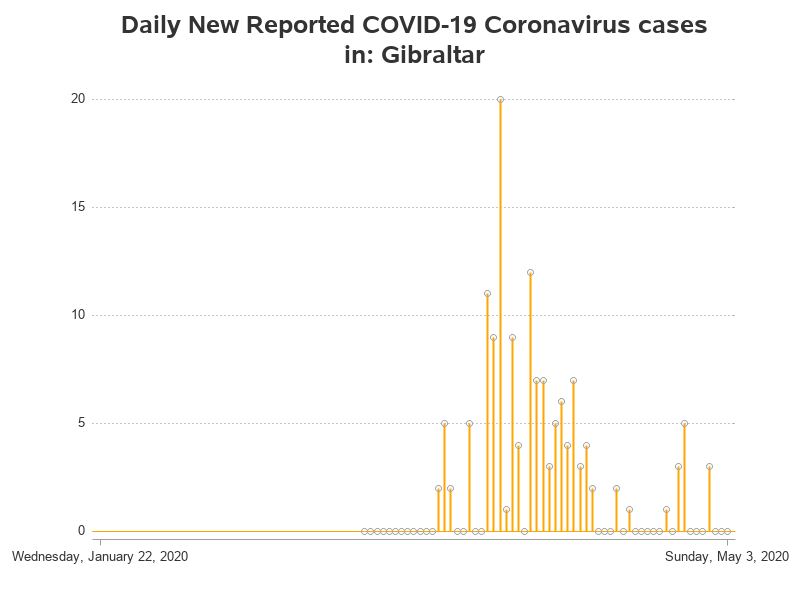 Daily New Reported COVID-19 Coronavirus cases
in: Gibraltar
20
15
10
5
0
Wednesday, January 22, 2020
Sunday, May 3, 2020